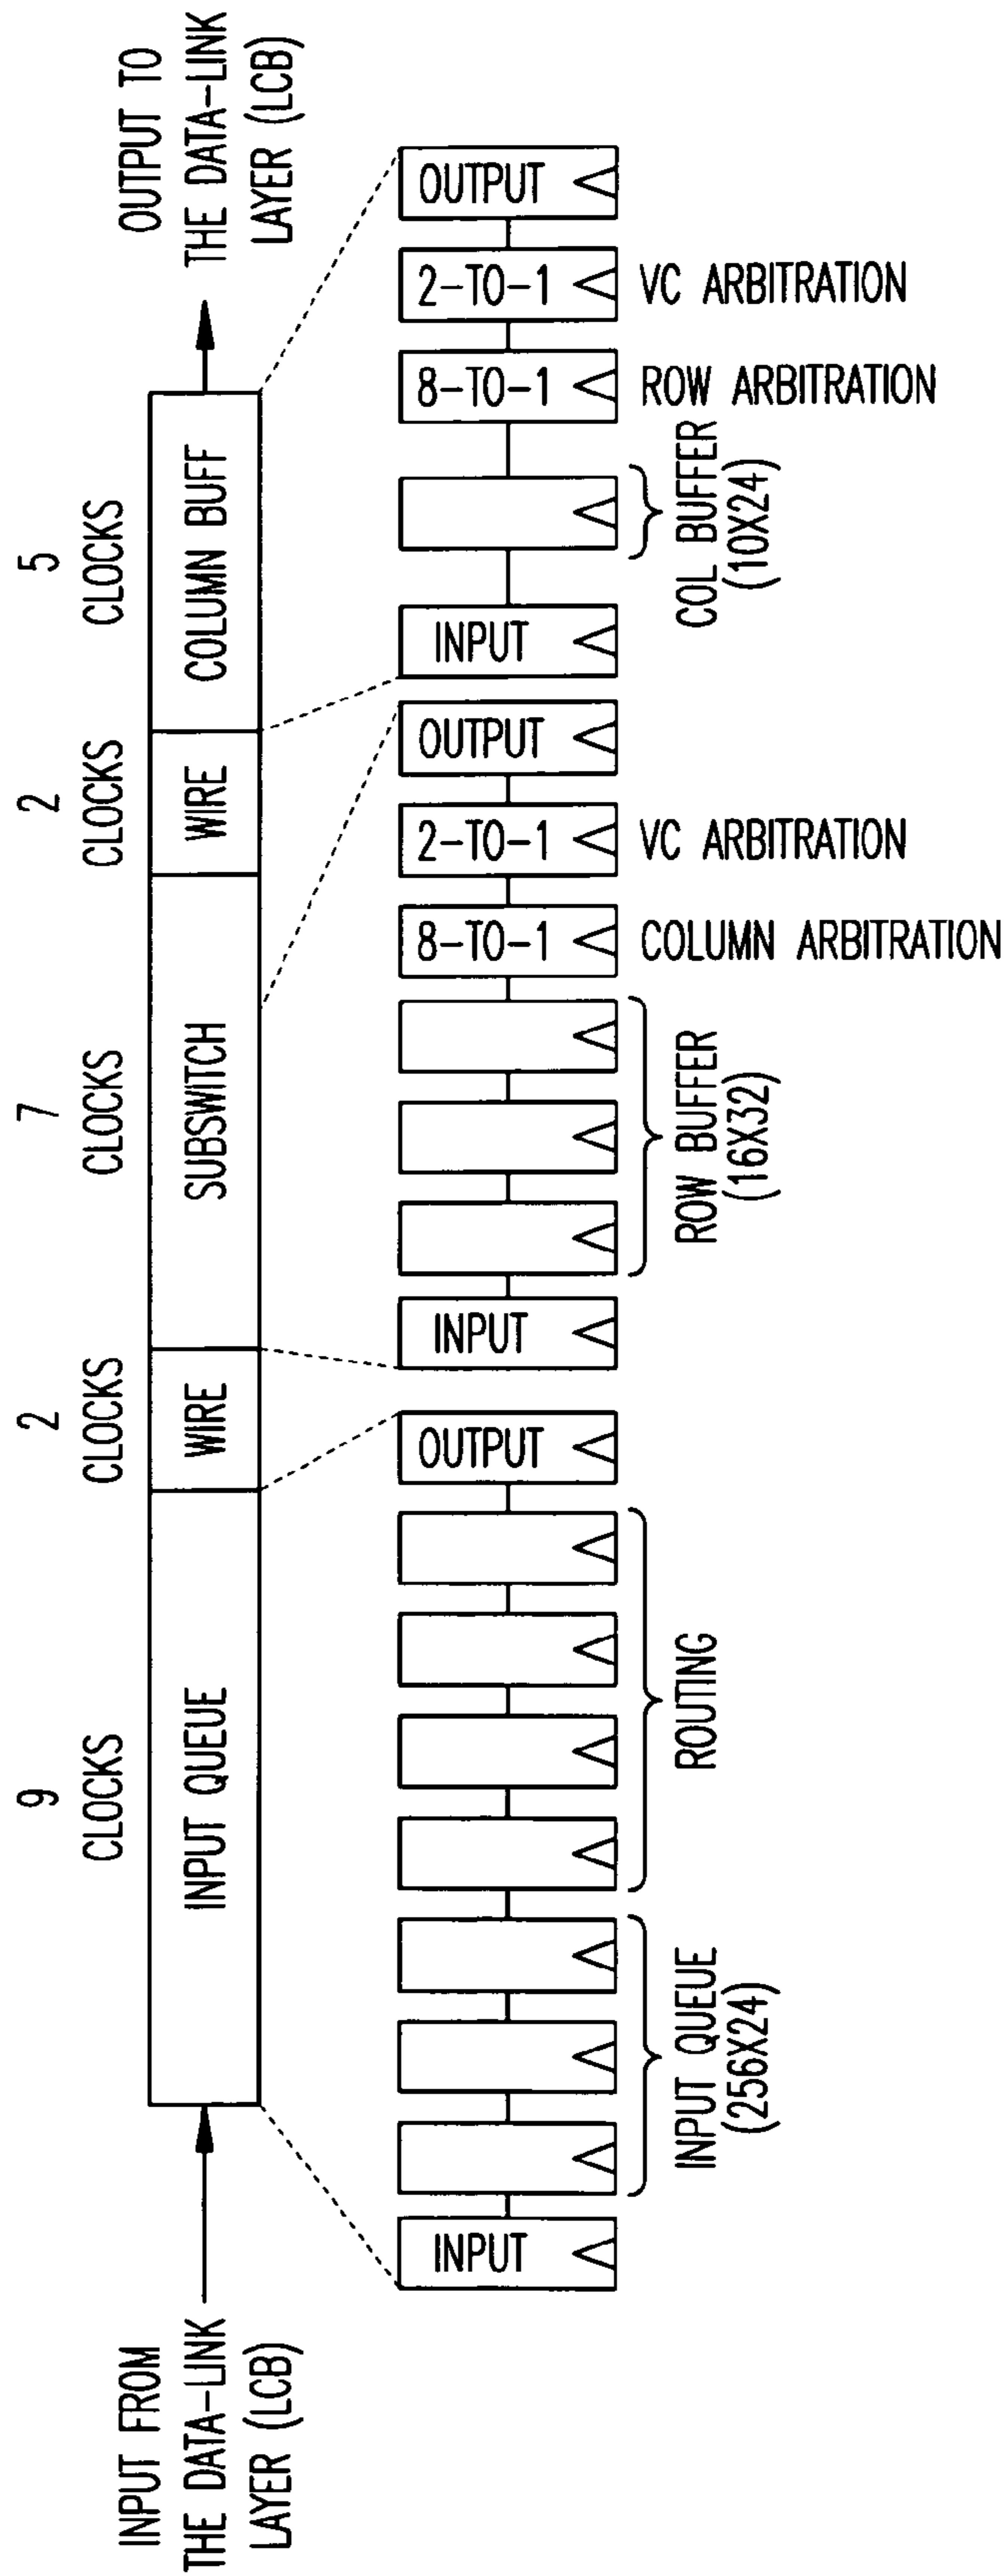 9
CLOCKS
2
CLOCKS
7
CLOCKS
2
CLOCKS
5
CLOCKS
INPUT FROM
THE DATA-LINK
LAYER (LCB)
INPUT QUEUE
WIRE
SUBSWITCH
WIRE
COLUMN BUFF
OUTPUT TO
THE DATA-LINK
LAYER (LCB)
INPUT
OUTPUT
INPUT
8-TO-1
2-TO-1
OUTPUT
INPUT
8-TO-1
2-TO-1
OUTPUT
INPUT QUEUE
(256X24)
ROUTING
ROW BUFFER
(16X32)
COLUMN ARBITRATION
VC ARBITRATION
COL BUFFER
(10X24)
ROW ARBITRATION
VC ARBITRATION